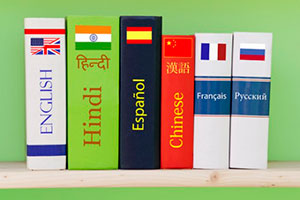 ENGLISH
हिन्दी
Hindi
Español
漢語
Chinese
Français
Русский